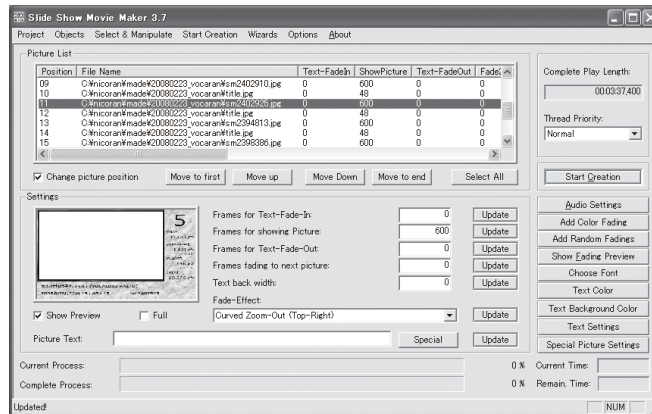 Slide Show Movie Maker 3.7
Project Objects Select & Manipulate Start Creation Wizards Options About
Picture List
Position File Name Text-FadeIn ShowPicture Text-FadeOut
09 C:¥nicoran¥made¥20080223_vocaran¥sm2402910.jpg 0 600 0 0
10 C:¥nicoran¥made¥20080223_vocaran¥title.jpg 0 48 0 0
11 C:¥nicoran¥made¥20080223_vocaran¥sm2402925.jpg 0 600 0 0
12 C:¥nicoran¥made¥20080223_vocaran¥title.jpg 0 48 0 0
13 C:¥nicoran¥made¥20080223_vocaran¥sm2394813.jpg 0 600 0 0
14 C:¥nicoran¥made¥20080223_vocaran¥title.jpg 0 48 0 0
15 C:¥nicoran¥made¥20080223_vocaran¥sm2398386.jpg 0 600 0 0
Change picture position Move to first Move up Move Down Move to end Select All
Complete Play Length:
00:03:37,400
Thread Priority:
Normal
Start Creation
Settings
5
Frames for Text-Fade-In: 0 Update
Frames for showing Picture: 600 Update
Frames for Text-Fade-Out: 0 Update
Frames fading to next picture: 0 Update
Text back width: 0 Update
Fade-Effect:
Show Preview Full Curved Zoom-Out (Top-Right) Update
Picture Text: Special Update
Audio Settings
Add Color Fading
Add Random Fadings
Show Fading Preview
Choose Font
Text Color
Text Background Color
Text Settings
Special Picture Settings
Current Process: 0 % Current Time:
Complete Process: 0 % Remain. Time:
Updated! NUM